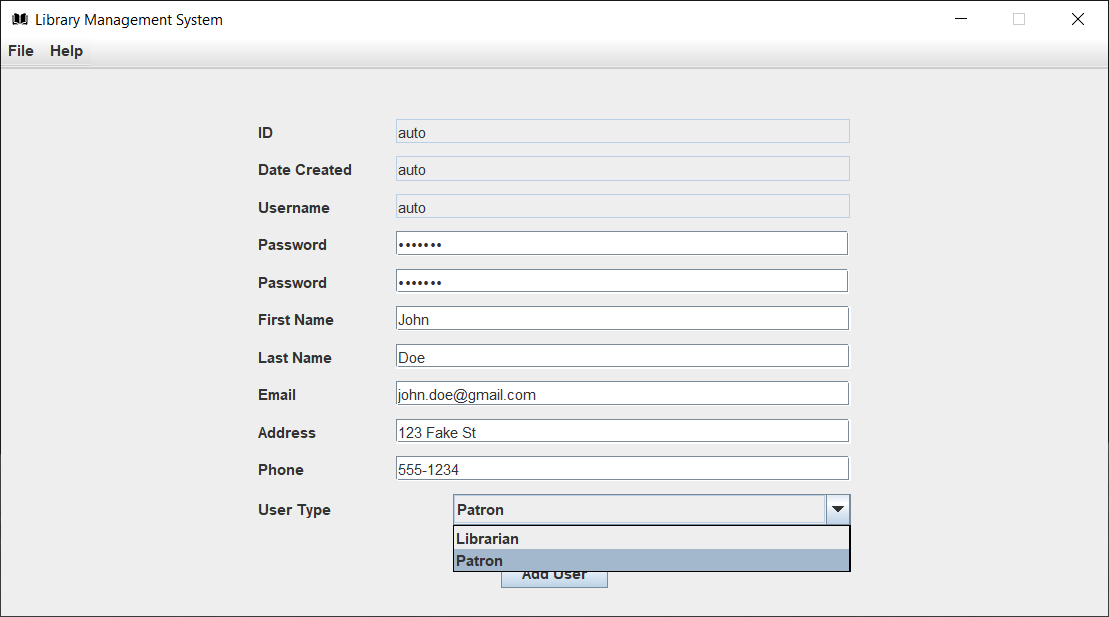 Library Management System
File Help
ID auto
Date Created auto
Username auto
Password •••••••
Password •••••••
First Name John
Last Name Doe
Email john.doe@gmail.com
Address 123 Fake St
Phone 555-1234
User Type Patron
Librarian
Patron
Add User